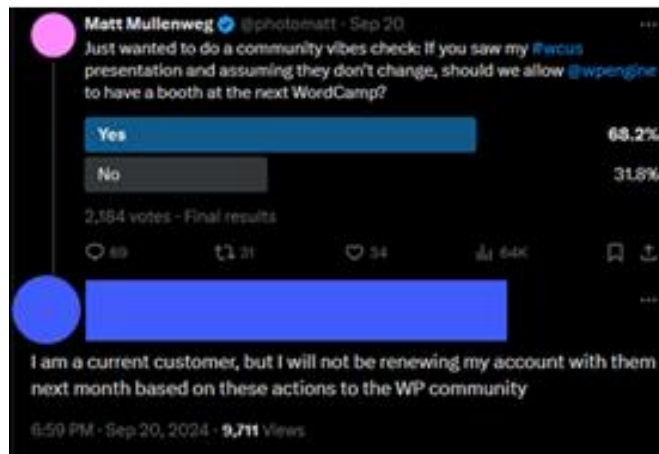 Matt Mullenweg @photomatt · Sep 20
Just wanted to do a community vibes check: If you saw my #wcus
presentation and assuming they don't change, should we allow @wpengine
to have a booth at the next WordCamp?
Yes 68.2%
No 31.8%
2,184 votes · Final results
69 31 34 64K
I am a current customer, but I will not be renewing my account with them
next month based on these actions to the WP community
6:59 PM · Sep 20, 2024 · 9,711 Views